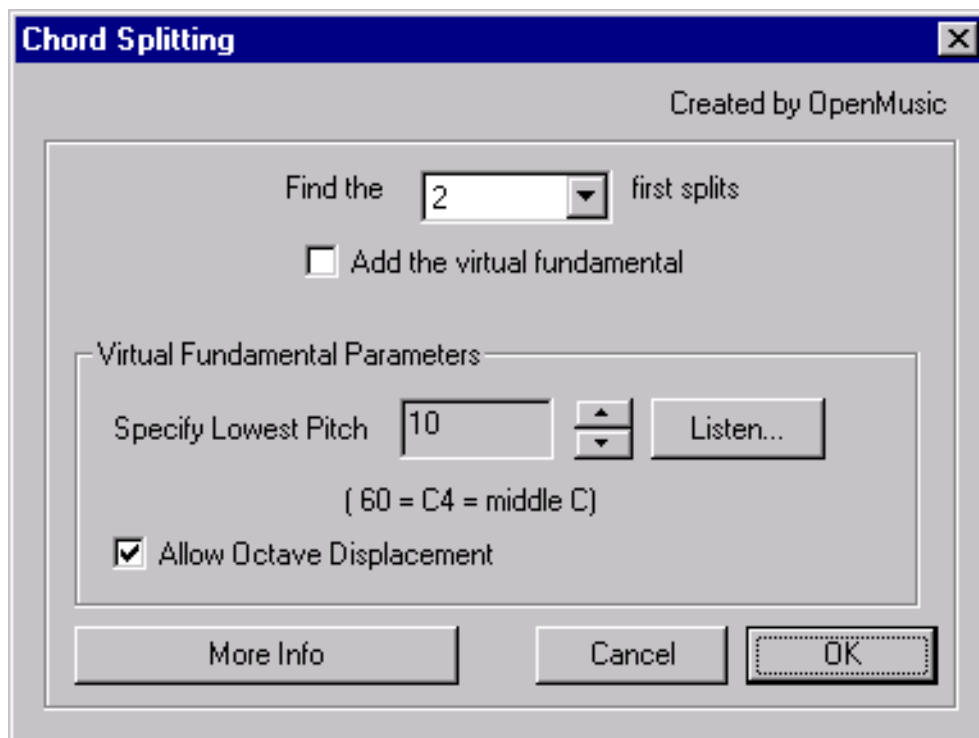 Chord Splitting
Created by OpenMusic
Find the 2 first splits
Add the virtual fundamental
Virtual Fundamental Parameters
Specify Lowest Pitch 10 Listen...
( 60 = C4 = middle C)
Allow Octave Displacement
More Info Cancel OK